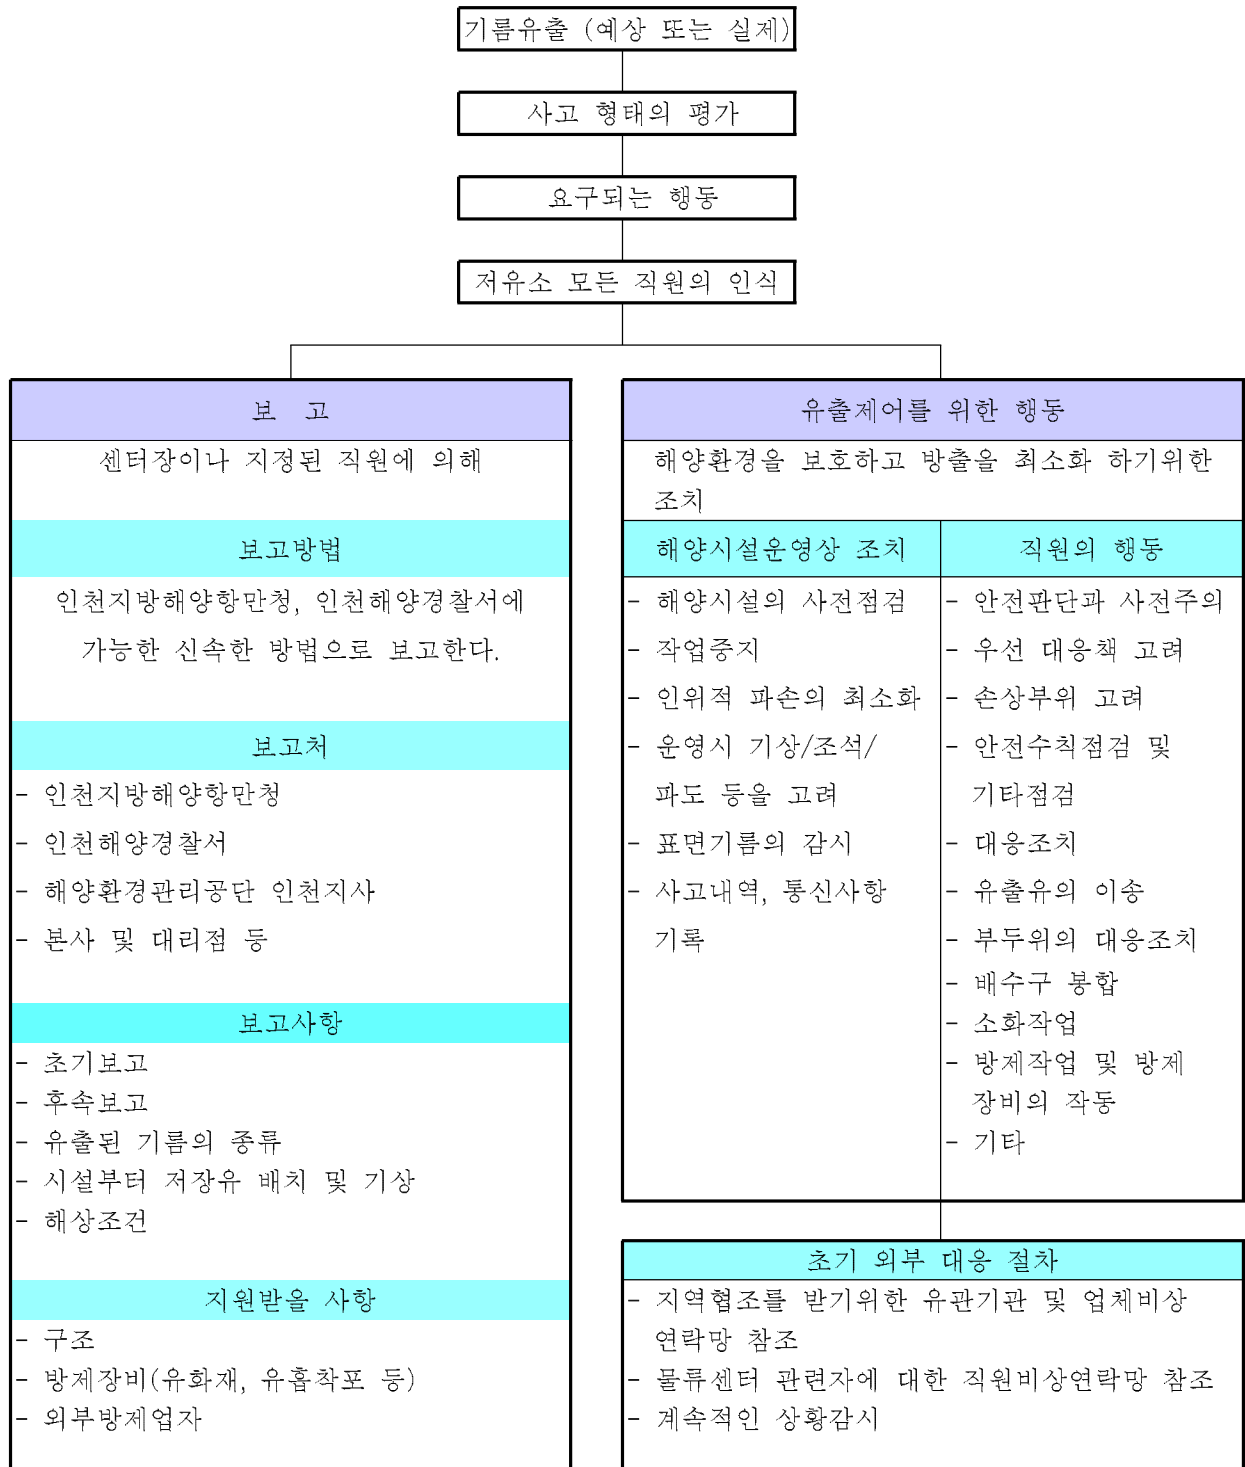 기름유출 (예상 또는 실제)
사고 형태의 평가
요구되는 행동
저유소 모든 직원의 인식
보 고
센터장이나 지정된 직원에 의해
보고방법
인천지방해양항만청, 인천해양경찰서에
가능한 신속한 방법으로 보고한다.
보고처
- 인천지방해양항만청
- 인천해양경찰서
- 해양환경관리공단 인천지사
- 본사 및 대리점 등
보고사항
- 초기보고
- 후속보고
- 유출된 기름의 종류
- 시설부터 저장유 배치 및 기상
- 해상조건
지원받을 사항
- 구조
- 방제장비(유화재, 유흡착포 등)
- 외부방제업자
유출제어를 위한 행동
해양환경을 보호하고 방출을 최소화 하기위한
조치
해양시설운영상 조치
- 해양시설의 사전점검
- 작업중지
- 인위적 파손의 최소화
- 운영시 기상/조석/
파도 등을 고려
- 표면기름의 감시
- 사고내역, 통신사항
기록
직원의 행동
- 안전판단과 사전주의
- 우선 대응책 고려
- 손상부위 고려
- 안전수칙점검 및
기타점검
- 대응조치
- 유출유의 이송
- 부두위의 대응조치
- 배수구 봉합
- 소화작업
- 방제작업 및 방제
장비의 작동
- 기타
초기 외부 대응 절차
- 지역협조를 받기위한 유관기관 및 업체비상
연락망 참조
- 물류센터 관련자에 대한 직원비상연락망 참조
- 계속적인 상황감시